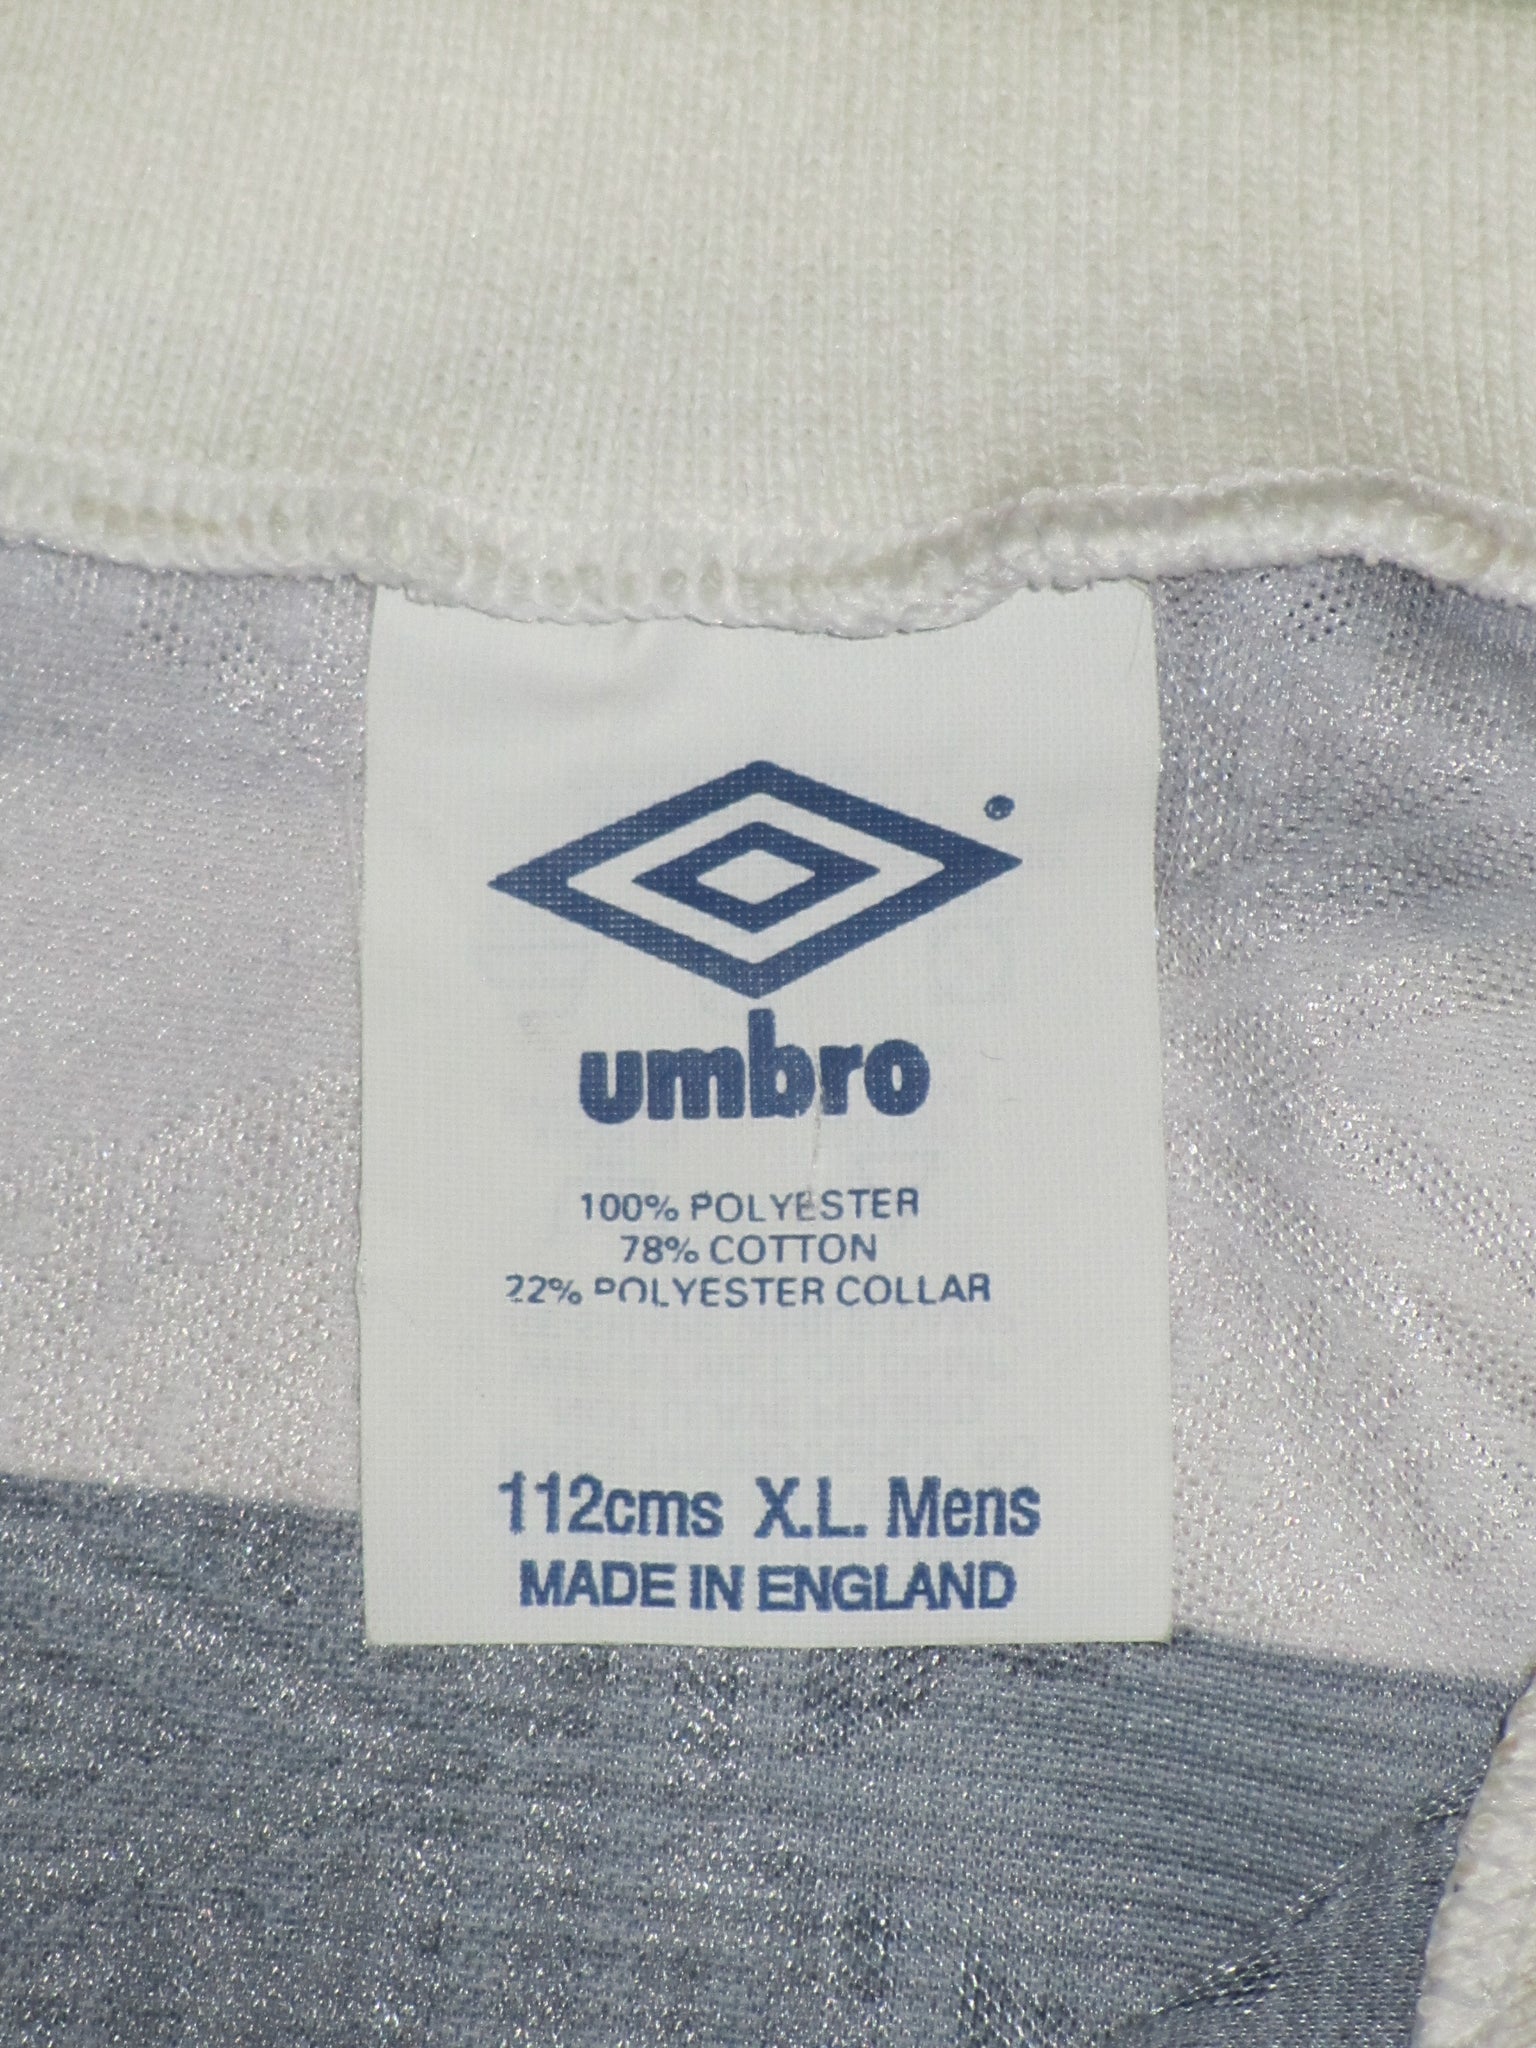 umbro
100% POLYESTER
78% COTTON
22% POLYESTER COLLAR
112cms X.L. Mens
MADE IN ENGLAND